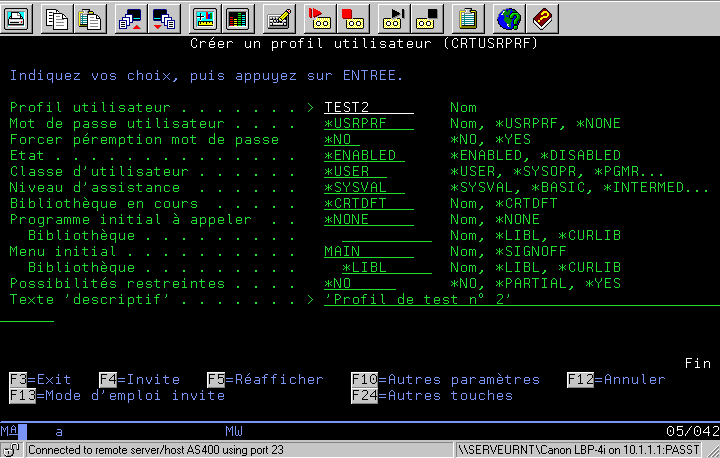 Créer un profil utilisateur (CRTUSRPRF)
Indiquez vos choix, puis appuyez sur ENTREE.
Profil utilisateur . . . . . . . > TEST2 Nom
Mot de passe utilisateur . . . . . *USRPRF Nom, *USRPRF, *NONE
Forcer péremption mot de passe *NO *NO, *YES
Etat . . . . . . . . . . . . . . . *ENABLED *ENABLED, *DISABLED
Classe d'utilisateur . . . . . . . *USER *USER, *SYSOPR, *PGMR...
Niveau d'assistance . . . . . . . *SYSVAL *SYSVAL, *BASIC, *INTERMED...
Bibliothèque en cours . . . . . . *CRTDFT Nom, *CRTDFT
Programme initial à appeler . . . *NONE Nom, *NONE
Bibliothèque . . . . . . . . . . Nom, *LIBL, *CURLIB
Menu initial . . . . . . . . . . . MAIN Nom, *SIGNOFF
Bibliothèque . . . . . . . . . . *LIBL Nom, *LIBL, *CURLIB
Possibilités restreintes . . . . . *NO *NO, *PARTIAL, *YES
Texte 'descriptif' . . . . . . . > 'Profil de test n° 2'
Fin
F3=Exit F4=Invite F5=Réafficher F10=Autres paramètres F12=Annuler
F13=Mode d'emploi invite F24=Autres touches
MA a MW 05/042
Connected to remote server/host AS400 using port 23 \\SERVEURNT\Canon LBP-4i on 10.1.1.1:PASST